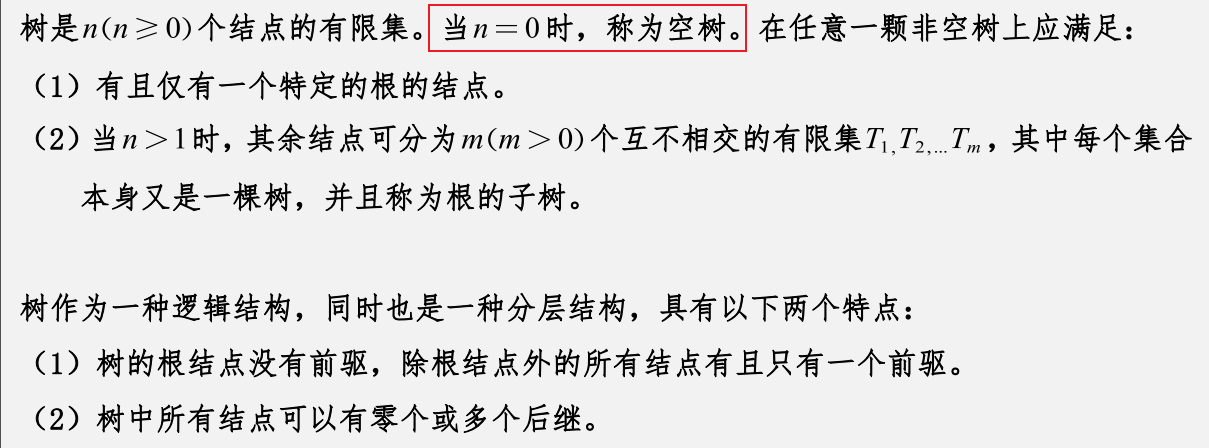 树是n(n≥0)个结点的有限集。当n=0时，称为空树。在任意一颗非空树上应满足：
（1）有且仅有一个特定的根的结点。
（2）当n>1时，其余结点可分为m(m>0)个互不相交的有限集T1,T2,...Tm，其中每个集合
本身又是一棵树，并且称为根的子树。
树作为一种逻辑结构，同时也是一种分层结构，具有以下两个特点：
（1）树的根结点没有前驱，除根结点外的所有结点有且只有一个前驱。
（2）树中所有结点可以有零个或多个后继。